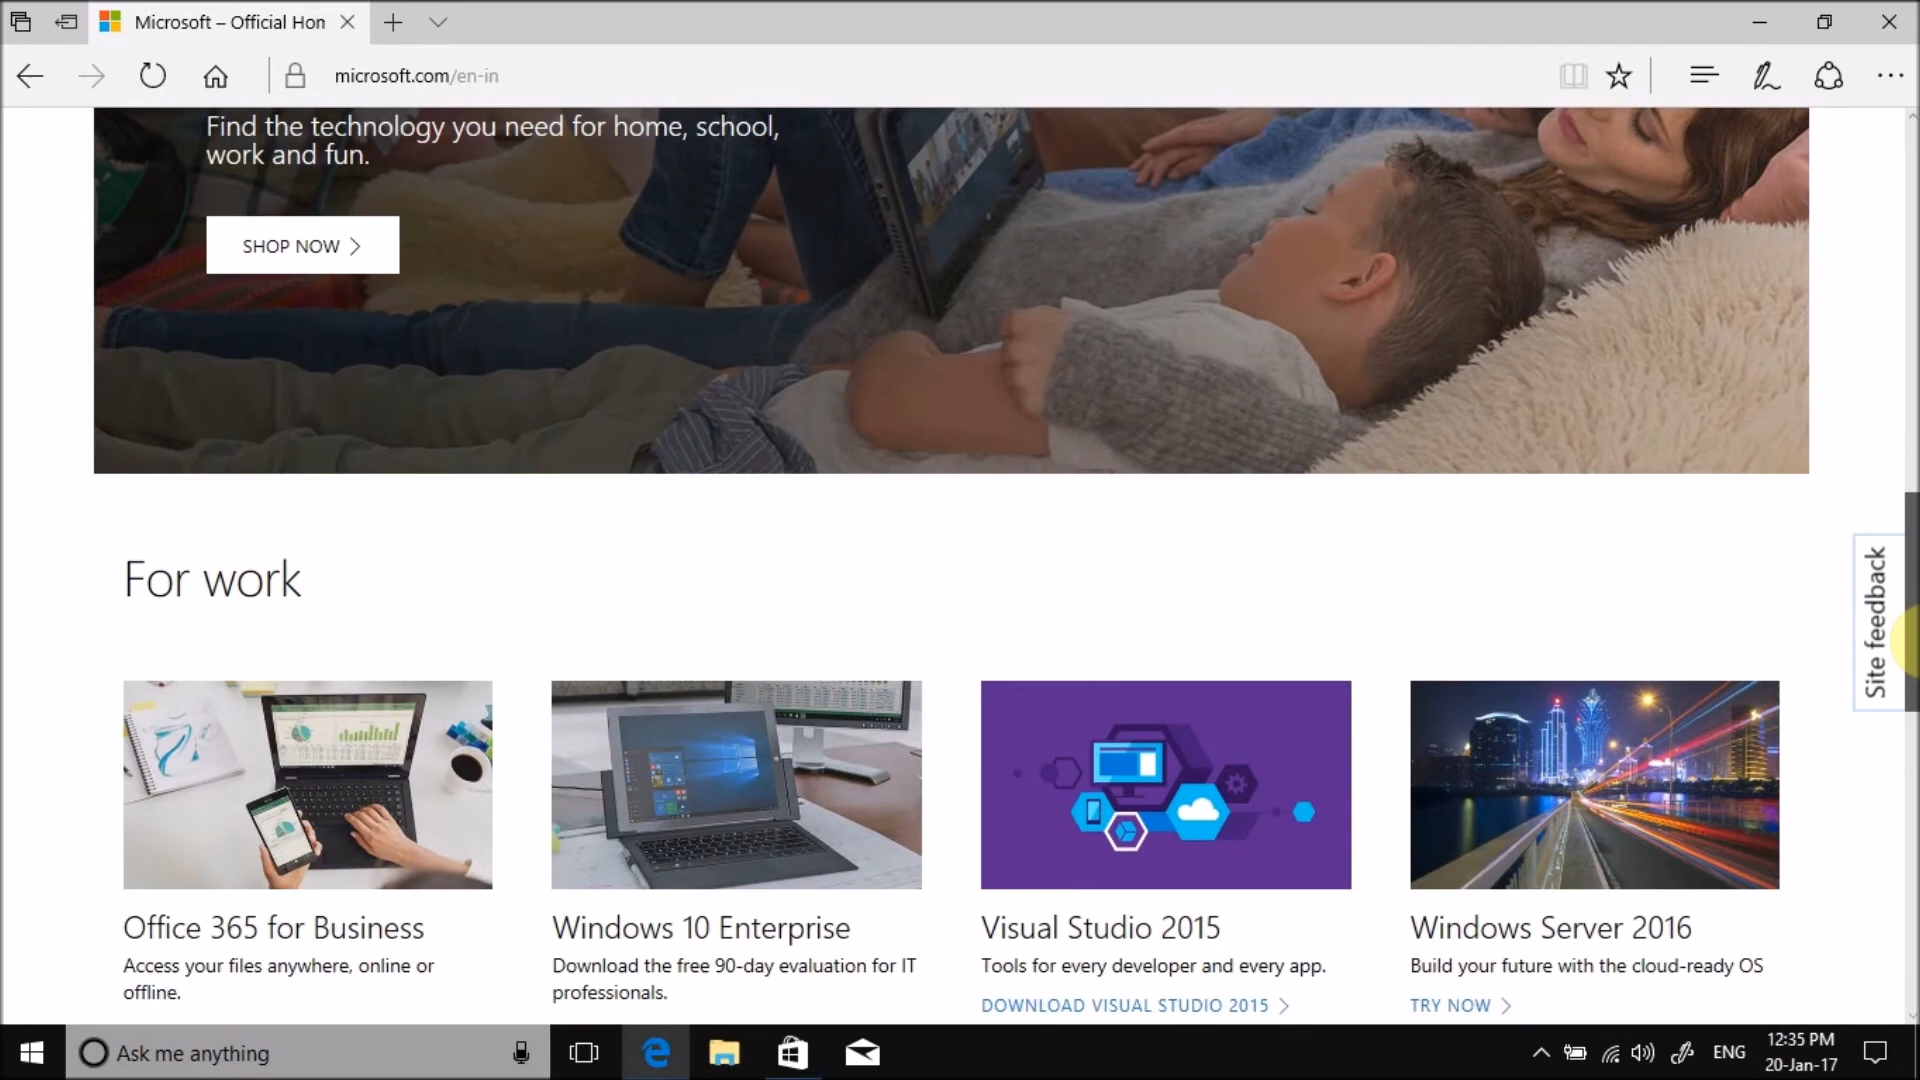 Microsoft – Official Hon
microsoft.com/en-in
Find the technology you need for home, school,
work and fun.
SHOP NOW
Site feedback
For work
Office 365 for Business
Access your files anywhere, online or
offline.
Windows 10 Enterprise
Download the free 90-day evaluation for IT
professionals.
Visual Studio 2015
Tools for every developer and every app.
DOWNLOAD VISUAL STUDIO 2015
Windows Server 2016
Build your future with the cloud-ready OS
TRY NOW
Ask me anything
ENG
12:35 PM
20-Jan-17